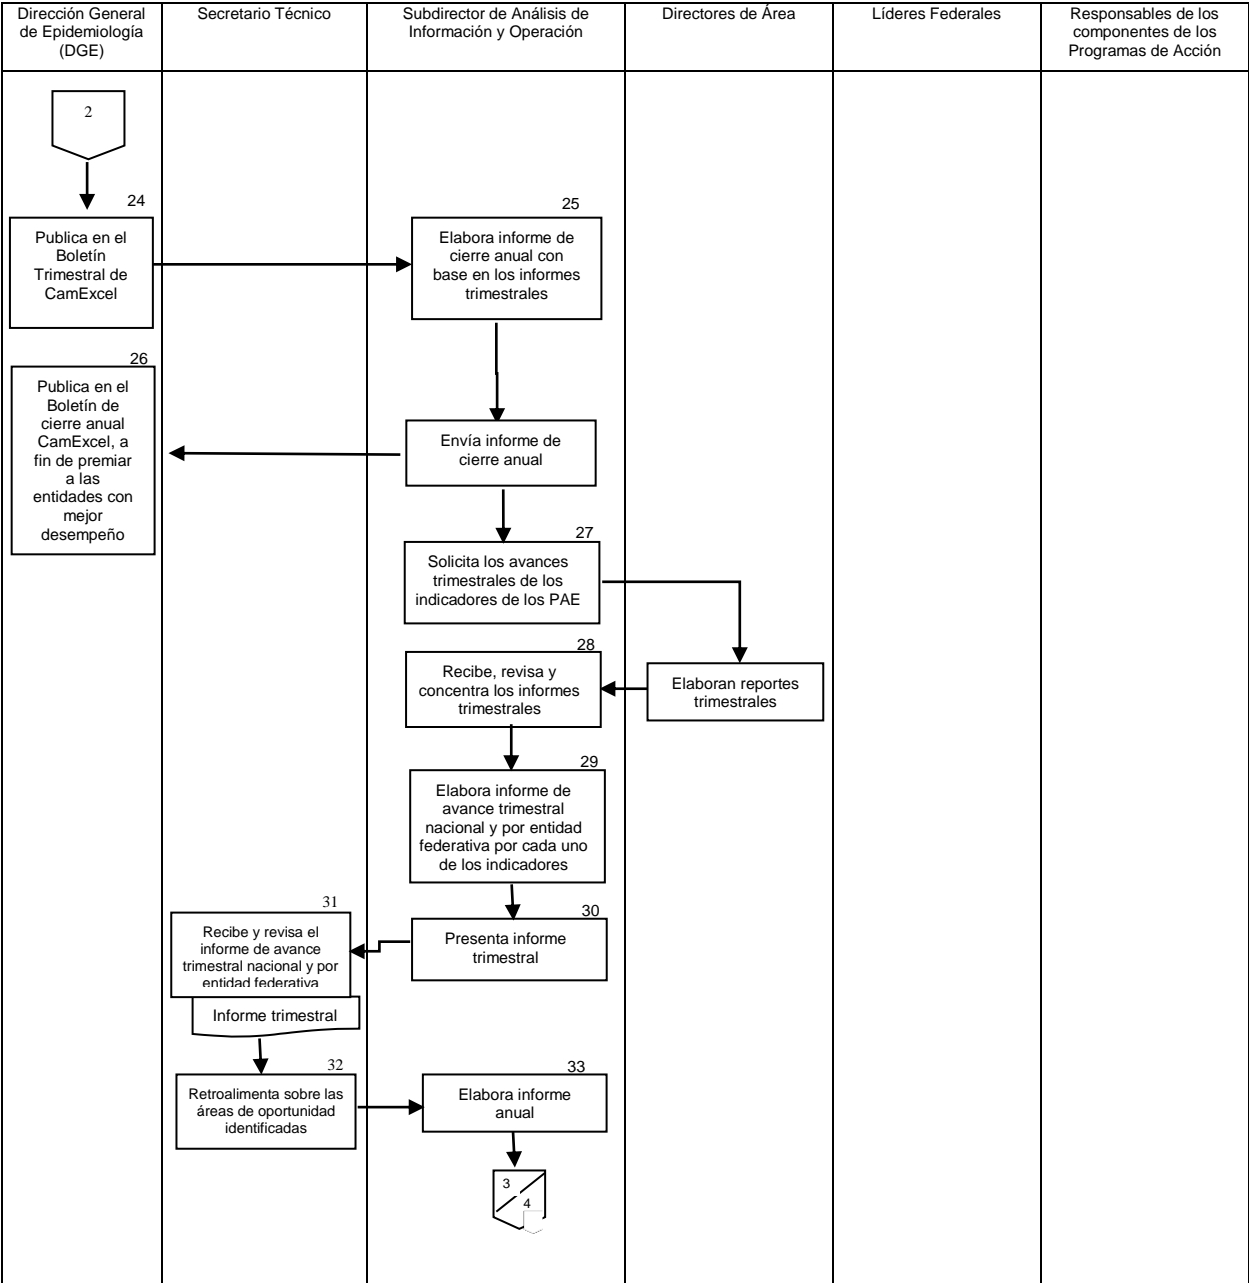 Dirección General
de Epidemiología
(DGE)
Secretario Técnico
Subdirector de Análisis de
Información y Operación
Directores de Área
Líderes Federales
Responsables de los
componentes de los
Programas de Acción
2
24
Publica en el
Boletín
Trimestral de
CamExcel
25
Elabora informe de
cierre anual con
base en los informes
trimestrales
26
Publica en el
Boletín de
cierre anual
CamExcel, a
fin de premiar
a las
entidades con
mejor
desempeño
Envía informe de
cierre anual
27
Solicita los avances
trimestrales de los
indicadores de los PAE
28
Recibe, revisa y
concentra los informes
trimestrales
Elaboran reportes
trimestrales
29
Elabora informe de
avance trimestral
nacional y por entidad
federativa por cada uno
de los indicadores
30
Presenta informe
trimestral
31
Recibe y revisa el
informe de avance
trimestral nacional y por
entidad federativa
Informe trimestral
32
Retroalimenta sobre las
áreas de oportunidad
identificadas
33
Elabora informe
anual
3
4